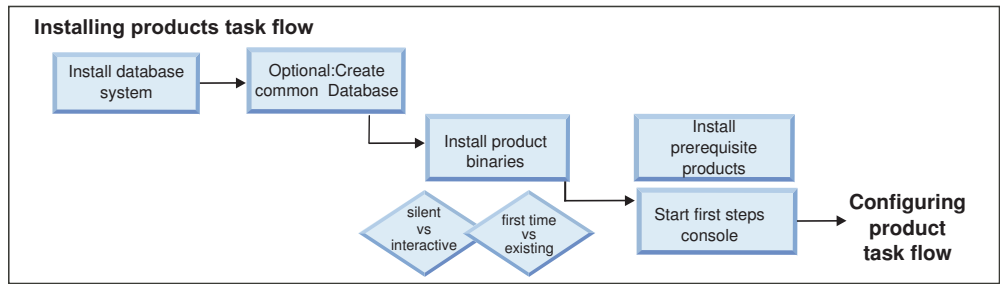 Installing products task flow
Install database
system
Optional:Create
common Database
Install product
binaries
Install
prerequisite
products
silent
vs
interactive
first time
vs
existing
Start first steps
console
Configuring
product
task flow